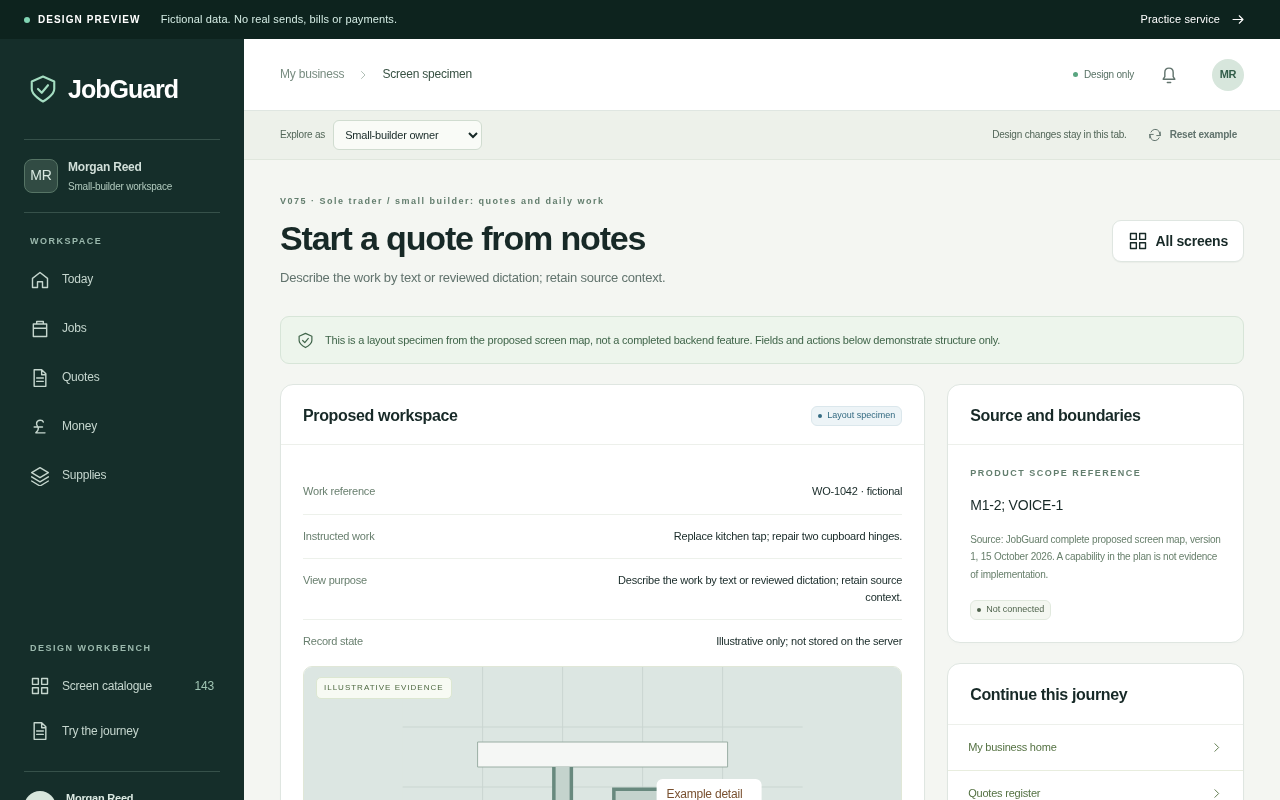 DESIGN PREVIEW
Fictional data. No real sends, bills or payments.
Practice service
JobGuard
MR
Morgan Reed
Small-builder workspace
WORKSPACE
Today
Jobs
Quotes
Money
Supplies
DESIGN WORKBENCH
Screen catalogue
143
Try the journey
Morgan Reed
My business
Screen specimen
Design only
MR
Explore as
Small-builder owner
Design changes stay in this tab.
Reset example
V075 · Sole trader / small builder: quotes and daily work
Start a quote from notes
Describe the work by text or reviewed dictation; retain source context.
All screens
This is a layout specimen from the proposed screen map, not a completed backend feature. Fields and actions below demonstrate structure only.
Proposed workspace
Layout specimen
Work reference
WO-1042 · fictional
Instructed work
Replace kitchen tap; repair two cupboard hinges.
View purpose
Describe the work by text or reviewed dictation; retain source
context.
Record state
Illustrative only; not stored on the server
ILLUSTRATIVE EVIDENCE
Example detail
Source and boundaries
PRODUCT SCOPE REFERENCE
M1-2; VOICE-1
Source: JobGuard complete proposed screen map, version
1, 15 October 2026. A capability in the plan is not evidence
of implementation.
Not connected
Continue this journey
My business home
Quotes register